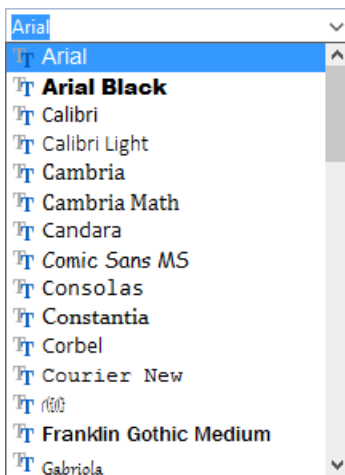 Arial
Arial
Arial Black
Calibri
Calibri Light
Cambria
Cambria Math
Candara
Comic Sans MS
Consolas
Constantia
Corbel
Courier New
Franklin Gothic Medium
Gabriola